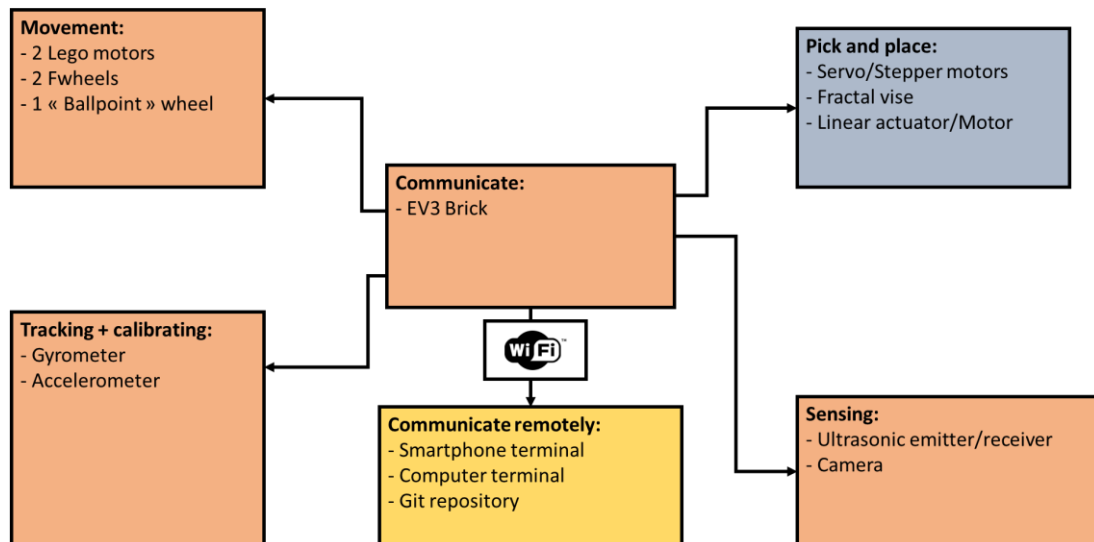 Movement:
- 2 Lego motors
- 2 Fwheels
- 1 « Ballpoint » wheel
Pick and place:
- Servo/Stepper motors
- Fractal vise
- Linear actuator/Motor
Communicate:
- EV3 Brick
Tracking + calibrating:
- Gyrometer
- Accelerometer
Wi Fi ™
Communicate remotely:
- Smartphone terminal
- Computer terminal
- Git repository
Sensing:
- Ultrasonic emitter/receiver
- Camera